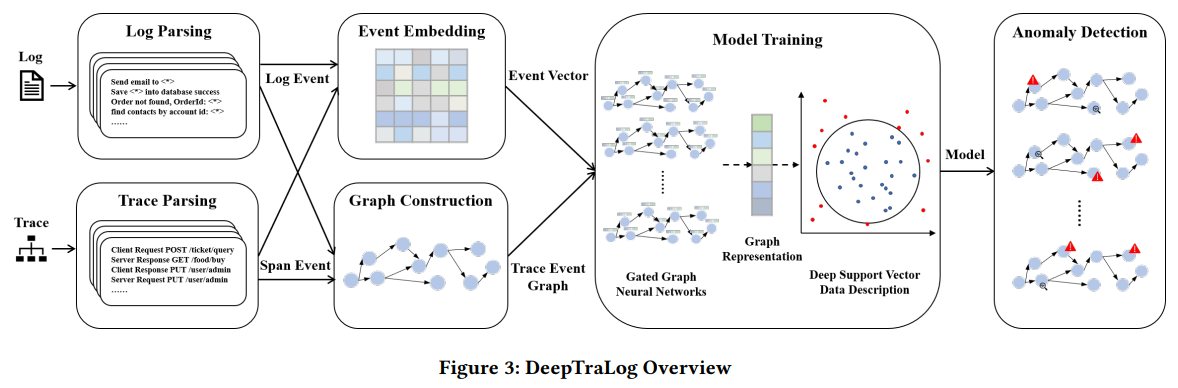 Log Parsing
Log
Send email to <*>
Save <*> into database success
Order not found, OrderId: <*>
find contacts by account id: <*>
......
Trace Parsing
Trace
Client Request POST /ticket/query
Server Response GET /food/buy
Client Response PUT /user/admin
Server Request PUT /user/admin
......
Log Event
Span Event
Event Embedding
Graph Construction
Event Vector
Trace Event
Graph
Model Training
......
Gated Graph
Neural Networks
Graph
Representation
Deep Support Vector
Data Description
Model
Anomaly Detection
......
Figure 3: DeepTraLog Overview